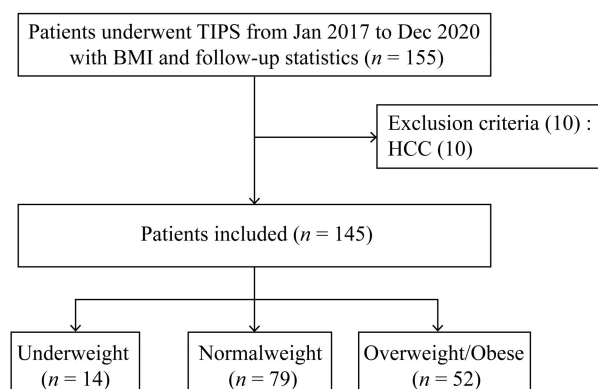 Patients underwent TIPS from Jan 2017 to Dec 2020
with BMI and follow-up statistics (n = 155)
Exclusion criteria (10) :
HCC (10)
Patients included (n = 145)
Underweight
(n = 14)
Normalweight
(n = 79)
Overweight/Obese
(n = 52)